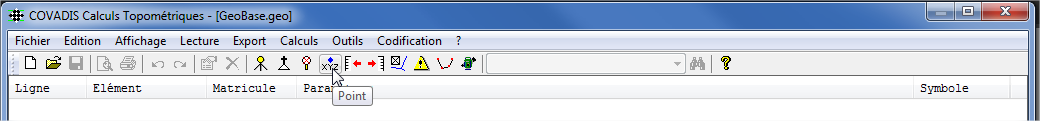 COVADIS Calculs Topométriques - [GeoBase.geo]
Fichier Edition Affichage Lecture Export Calculs Outils Codification ?
XYZ ?
Ligne Elément Matricule Para Symbole
Point